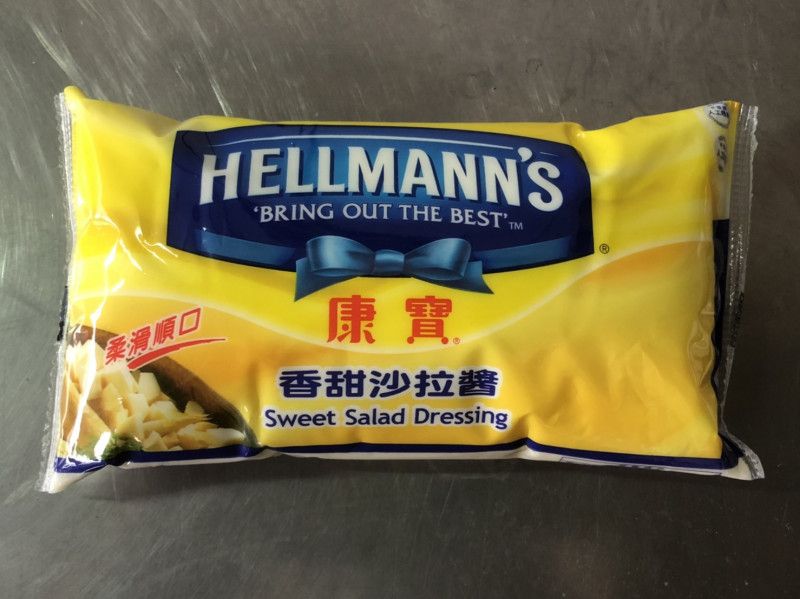 HELLMANN'S
'BRING OUT THE BEST'™
®
康寶®
柔滑順口
香甜沙拉醬
Sweet Salad Dressing